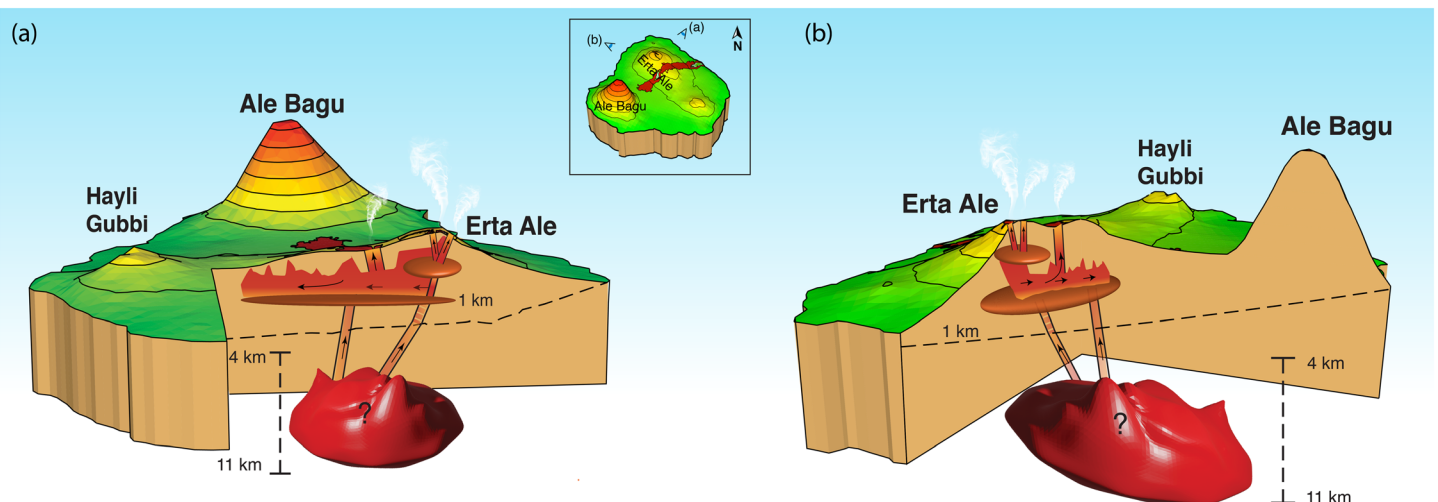 (a)
Ale Bagu
Hayli
Gubbi
Erta Ale
1 km
4 km
?
11 km
(b)
(a)
N
Erta Ale
Ale Bagu
(b)
Ale Bagu
Hayli
Gubbi
Erta Ale
1 km
4 km
?
11 km